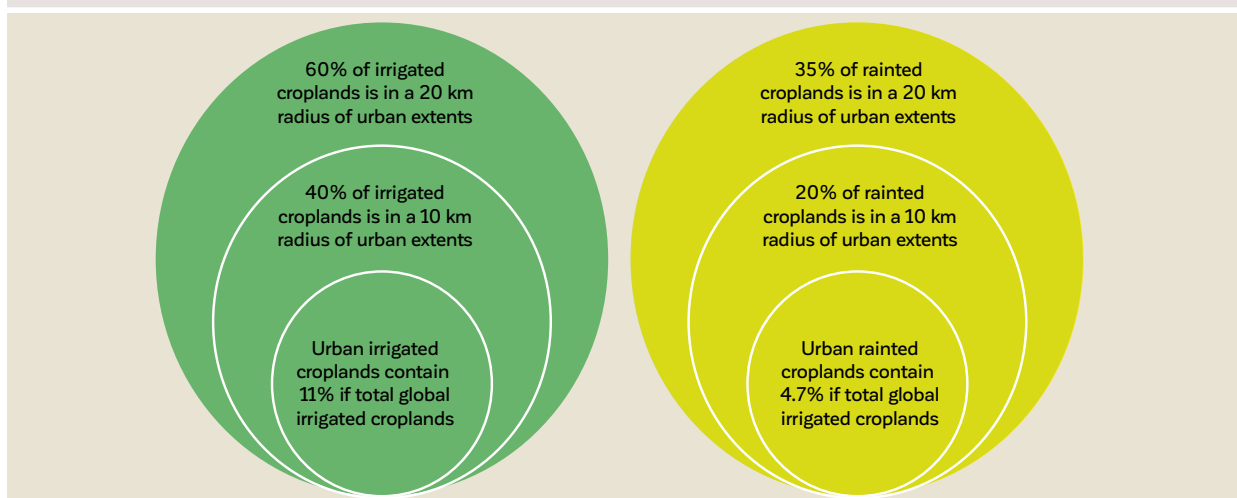 60% of irrigated
croplands is in a 20 km
radius of urban extents
40% of irrigated
croplands is in a 10 km
radius of urban extents
Urban irrigated
croplands contain
11% if total global
irrigated croplands
35% of rainted
croplands is in a 20 km
radius of urban extents
20% of rainted
croplands is in a 10 km
radius of urban extents
Urban rainted
croplands contain
4.7% if total global
irrigated croplands